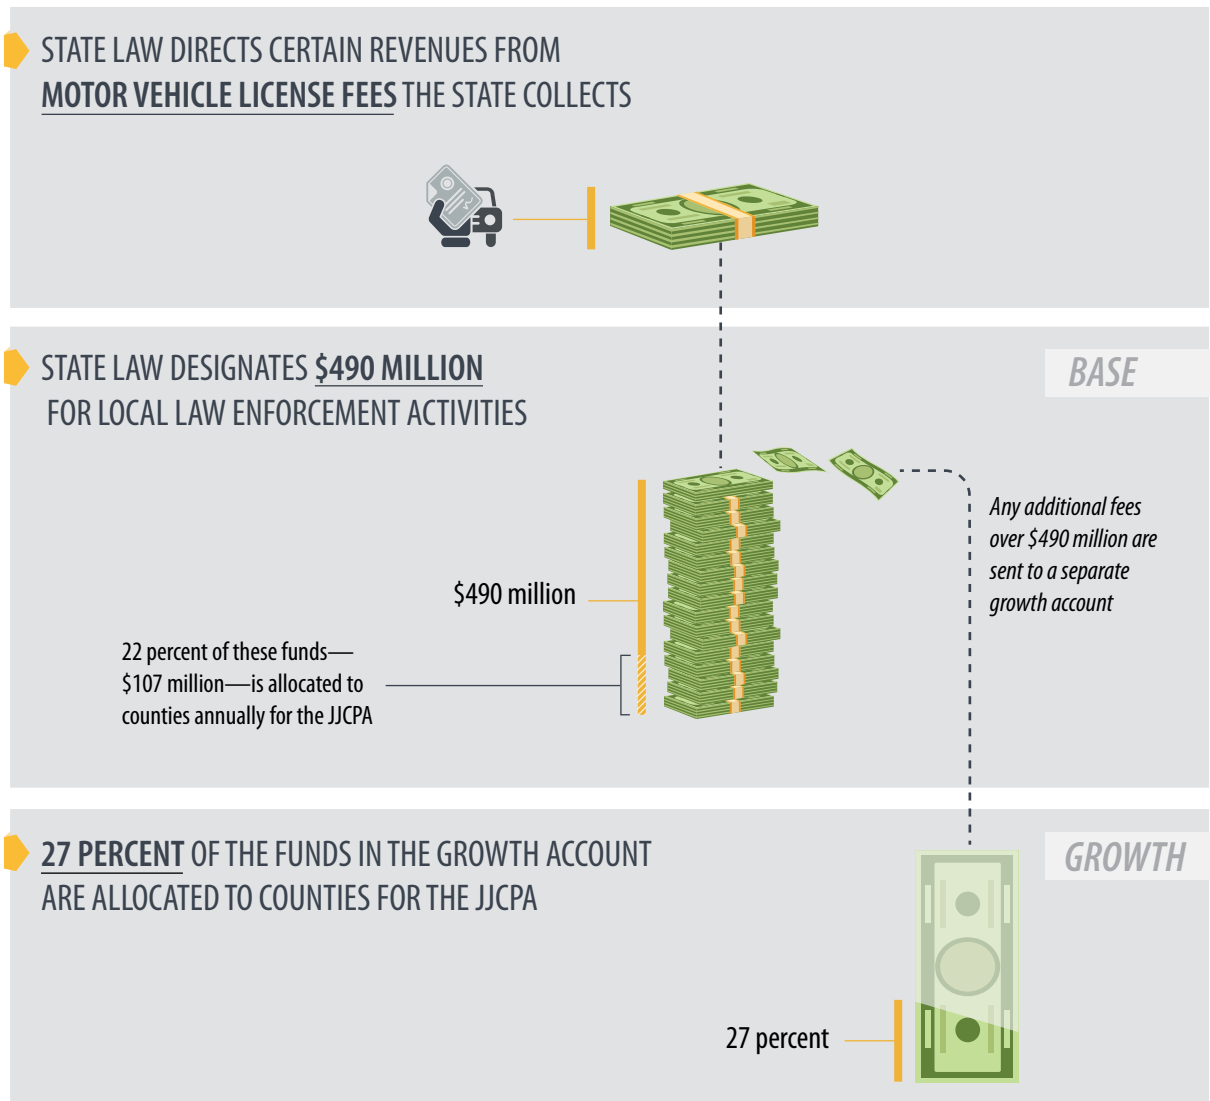 STATE LAW DIRECTS CERTAIN REVENUES FROM
MOTOR VEHICLE LICENSE FEES THE STATE COLLECTS
STATE LAW DESIGNATES $490 MILLION
FOR LOCAL LAW ENFORCEMENT ACTIVITIES
BASE
Any additional fees
over $490 million are
sent to a separate
growth account
$490 million
22 percent of these funds—
$107 million—is allocated to
counties annually for the JJCPA
27 PERCENT OF THE FUNDS IN THE GROWTH ACCOUNT
ARE ALLOCATED TO COUNTIES FOR THE JJCPA
GROWTH
27 percent